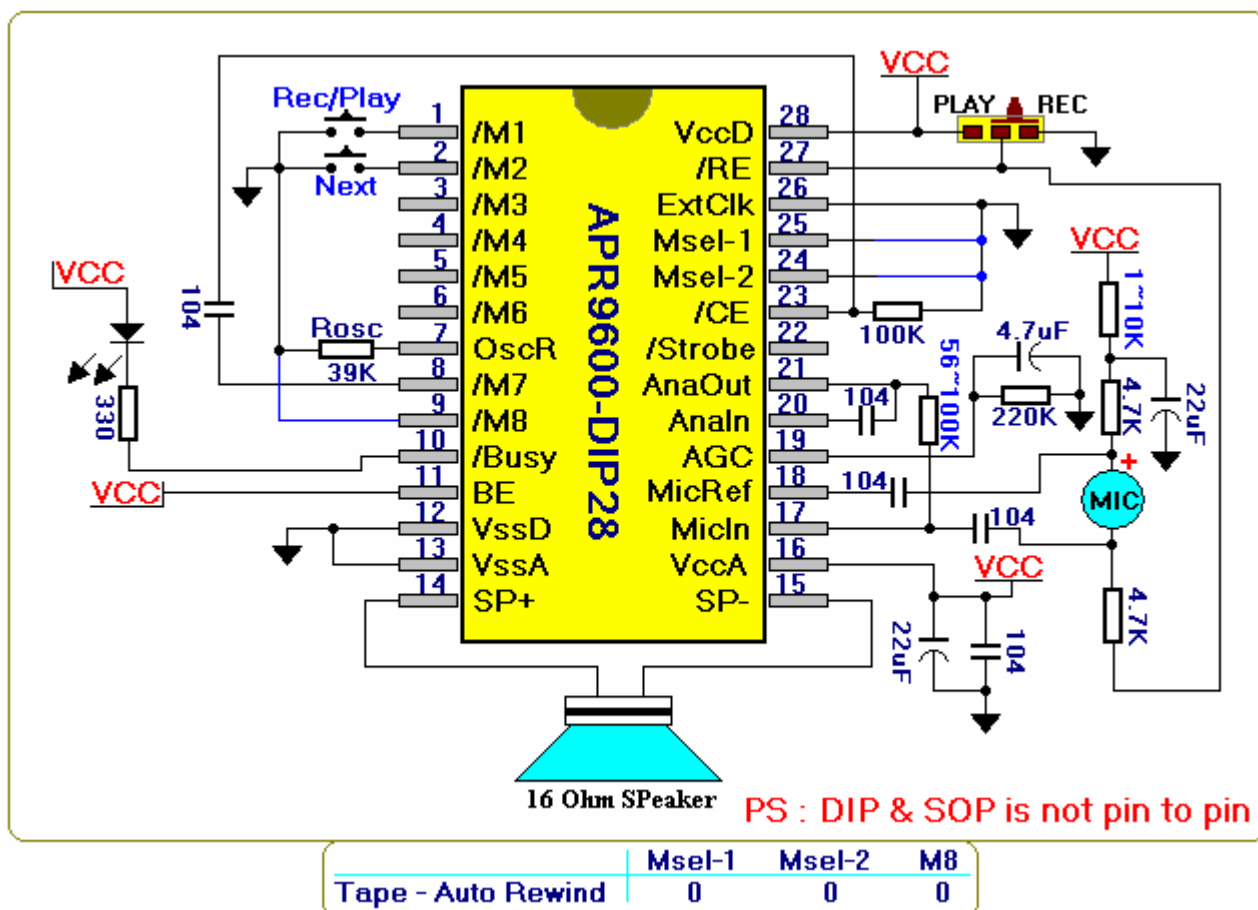 VCC
PLAY REC
Rec/Play
Next
1 /M1
2 /M2
3 /M3
4 /M4
5 /M5
6 /M6
7 OscR
8 /M7
9 /M8
10 /Busy
11 BE
12 VssD
13 VssA
14 SP+
APR9600-DIP28
VccD 28
/RE 27
ExtClk 26
Msel-1 25
Msel-2 24
/CE 23
/Strobe 22
AnaOut 21
AnaIn 20
AGC 19
MicRef 18
MicIn 17
VccA 16
SP- 15
VCC
104
Rosc
39K
330
VCC
100K
4.7uF
220K
56~100K
104
104
104
VCC
1~10K
4.7K
22uF
+
MIC
4.7K
VCC
22uF
104
16 Ohm SPeaker
PS : DIP & SOP is not pin to pin
Msel-1 Msel-2 M8
Tape - Auto Rewind 0 0 0